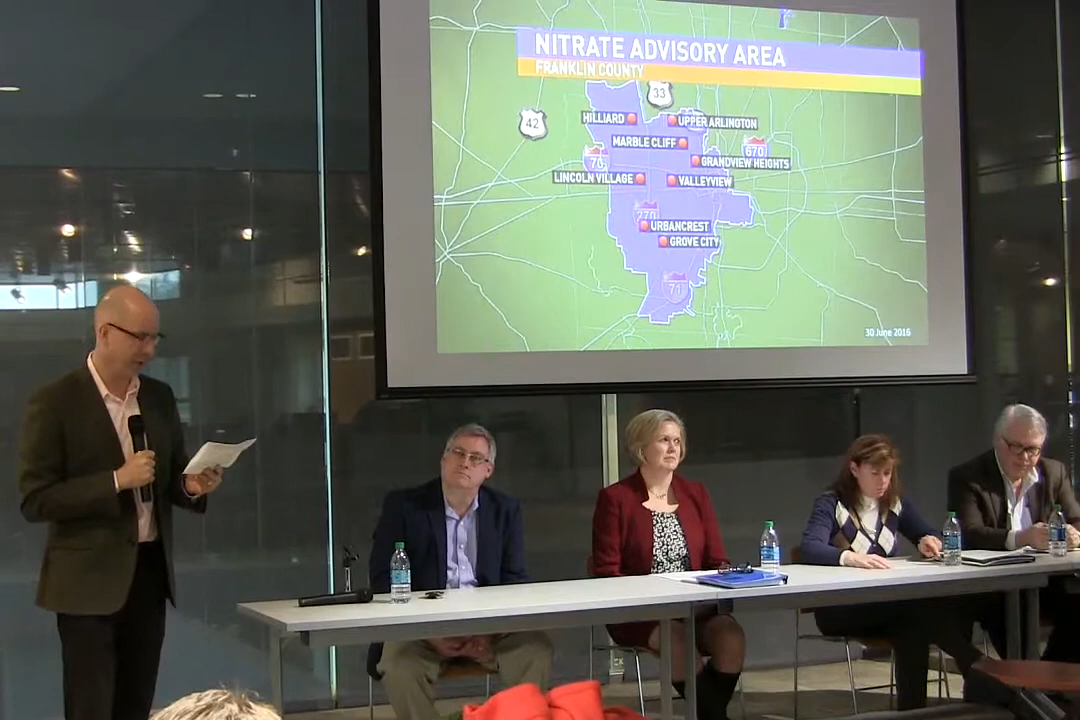 NITRATE ADVISORY AREA
FRANKLIN COUNTY
33
42
HILLIARD
UPPER ARLINGTON
MARBLE CLIFF
670
70
GRANDVIEW HEIGHTS
LINCOLN VILLAGE
VALLEYVIEW
270
URBANCREST
GROVE CITY
71
30 June 2016